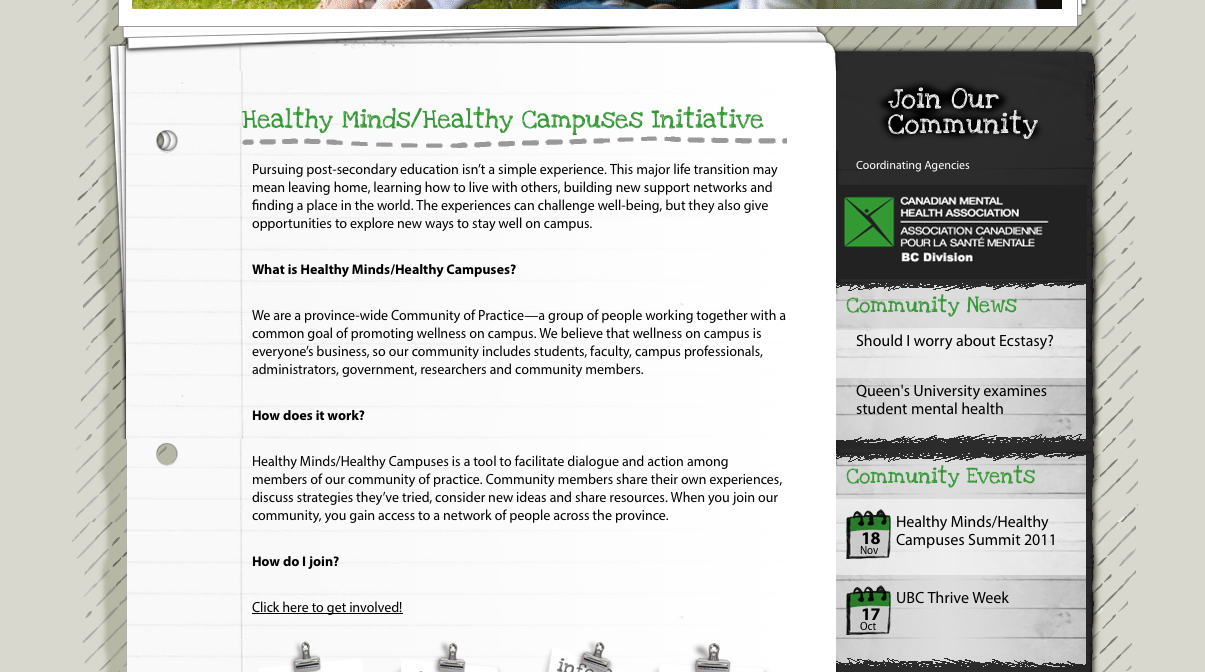 Healthy Minds/Healthy Campuses Initiative
Pursuing post-secondary education isn’t a simple experience. This major life transition may
mean leaving home, learning how to live with others, building new support networks and
finding a place in the world. The experiences can challenge well-being, but they also give
opportunities to explore new ways to stay well on campus.
What is Healthy Minds/Healthy Campuses?
We are a province-wide Community of Practice—a group of people working together with a
common goal of promoting wellness on campus. We believe that wellness on campus is
everyone’s business, so our community includes students, faculty, campus professionals,
administrators, government, researchers and community members.
How does it work?
Healthy Minds/Healthy Campuses is a tool to facilitate dialogue and action among
members of our community of practice. Community members share their own experiences,
discuss strategies they’ve tried, consider new ideas and share resources. When you join our
community, you gain access to a network of people across the province.
How do I join?
Click here to get involved!
Join Our
Community
Coordinating Agencies
CANADIAN MENTAL
HEALTH ASSOCIATION
ASSOCIATION CANADIENNE
POUR LA SANTÉ MENTALE
BC Division
Community News
Should I worry about Ecstasy?
Queen's University examines
student mental health
Community Events
18
Nov
Healthy Minds/Healthy
Campuses Summit 2011
17
Oct
UBC Thrive Week